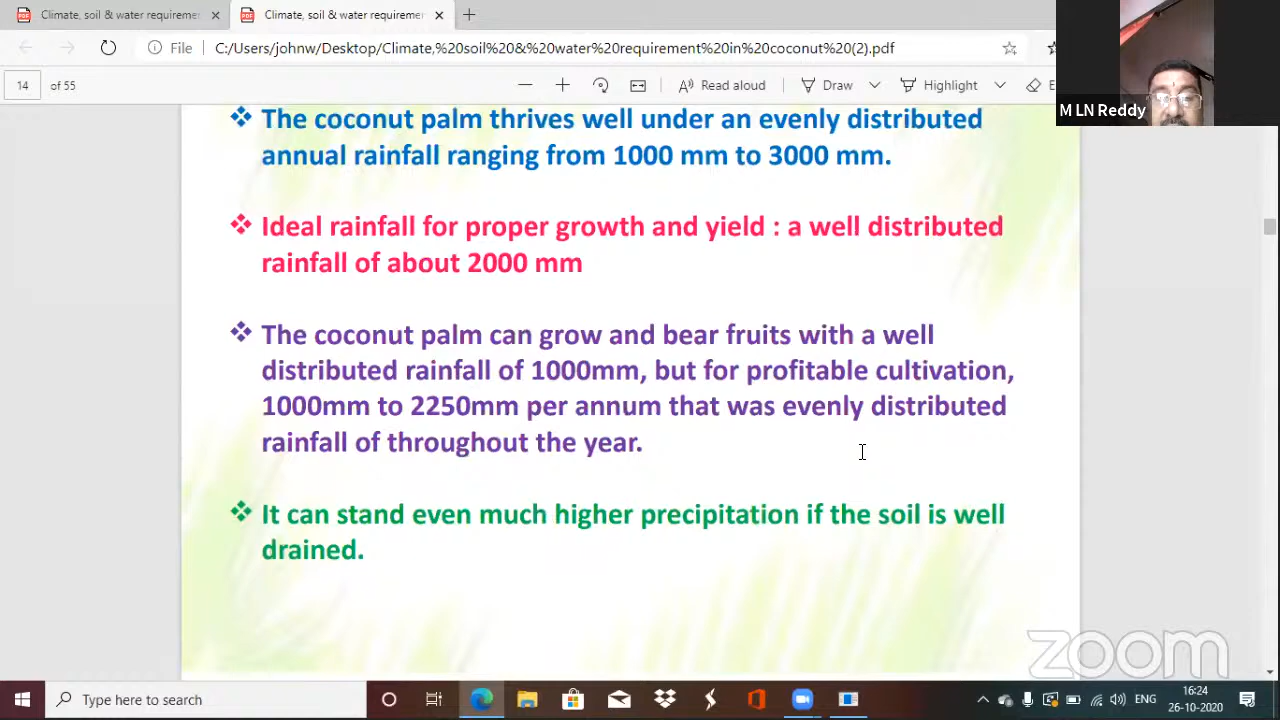 Climate, soil & water requireme
Climate, soil & water requiremer
File
C:/Users/johnw/Desktop/Climate,%20soil%20&%20water%20requirement%20in%20coconut%20(2).pdf
14 of 55
Read aloud
Draw
Highlight
M LN Reddy
The coconut palm thrives well under an evenly distributed
annual rainfall ranging from 1000 mm to 3000 mm.
Ideal rainfall for proper growth and yield : a well distributed
rainfall of about 2000 mm
The coconut palm can grow and bear fruits with a well
distributed rainfall of 1000mm, but for profitable cultivation,
1000mm to 2250mm per annum that was evenly distributed
rainfall of throughout the year.
It can stand even much higher precipitation if the soil is well
drained.
zoom
Type here to search
ENG
16:24
26-10-2020